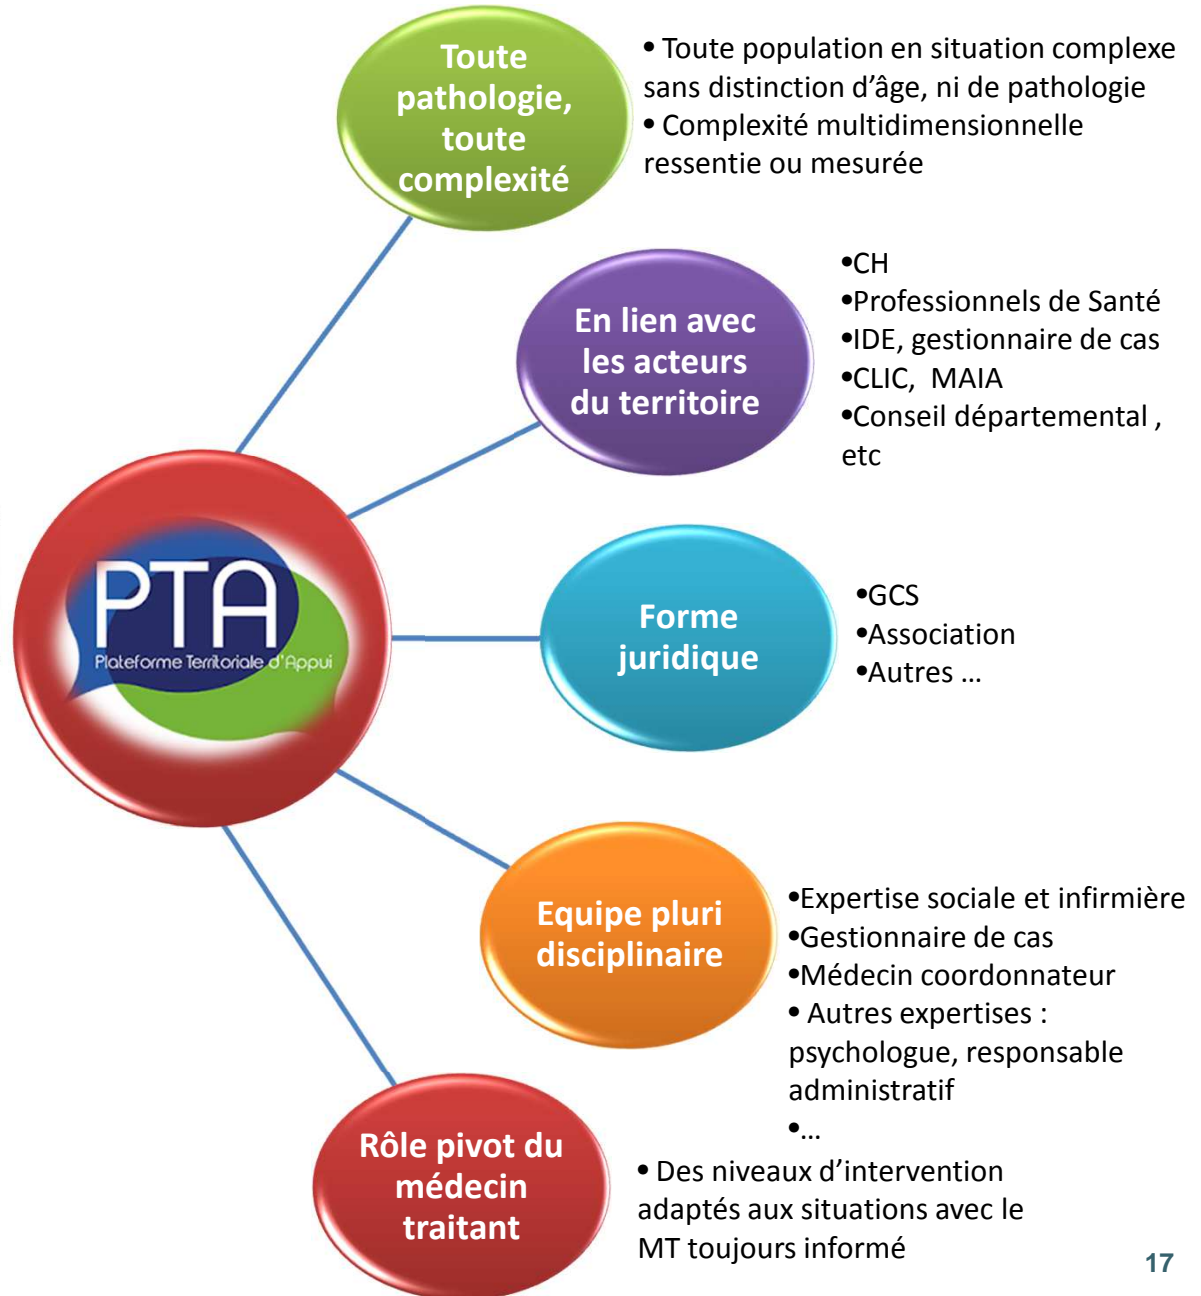 Toute
pathologie,
toute
complexité
• Toute population en situation complexe
sans distinction d’âge, ni de pathologie
• Complexité multidimensionnelle
ressentie ou mesurée
En lien avec
les acteurs
du territoire
•CH
•Professionnels de Santé
•IDE, gestionnaire de cas
•CLIC, MAIA
•Conseil départemental ,
etc
PTA
Plateforme Territoriale d'Appui
Forme
juridique
•GCS
•Association
•Autres …
Equipe pluri
disciplinaire
•Expertise sociale et infirmière
•Gestionnaire de cas
•Médecin coordonnateur
• Autres expertises :
psychologue, responsable
administratif
•…
Rôle pivot du
médecin
traitant
• Des niveaux d’intervention
adaptés aux situations avec le
MT toujours informé
17